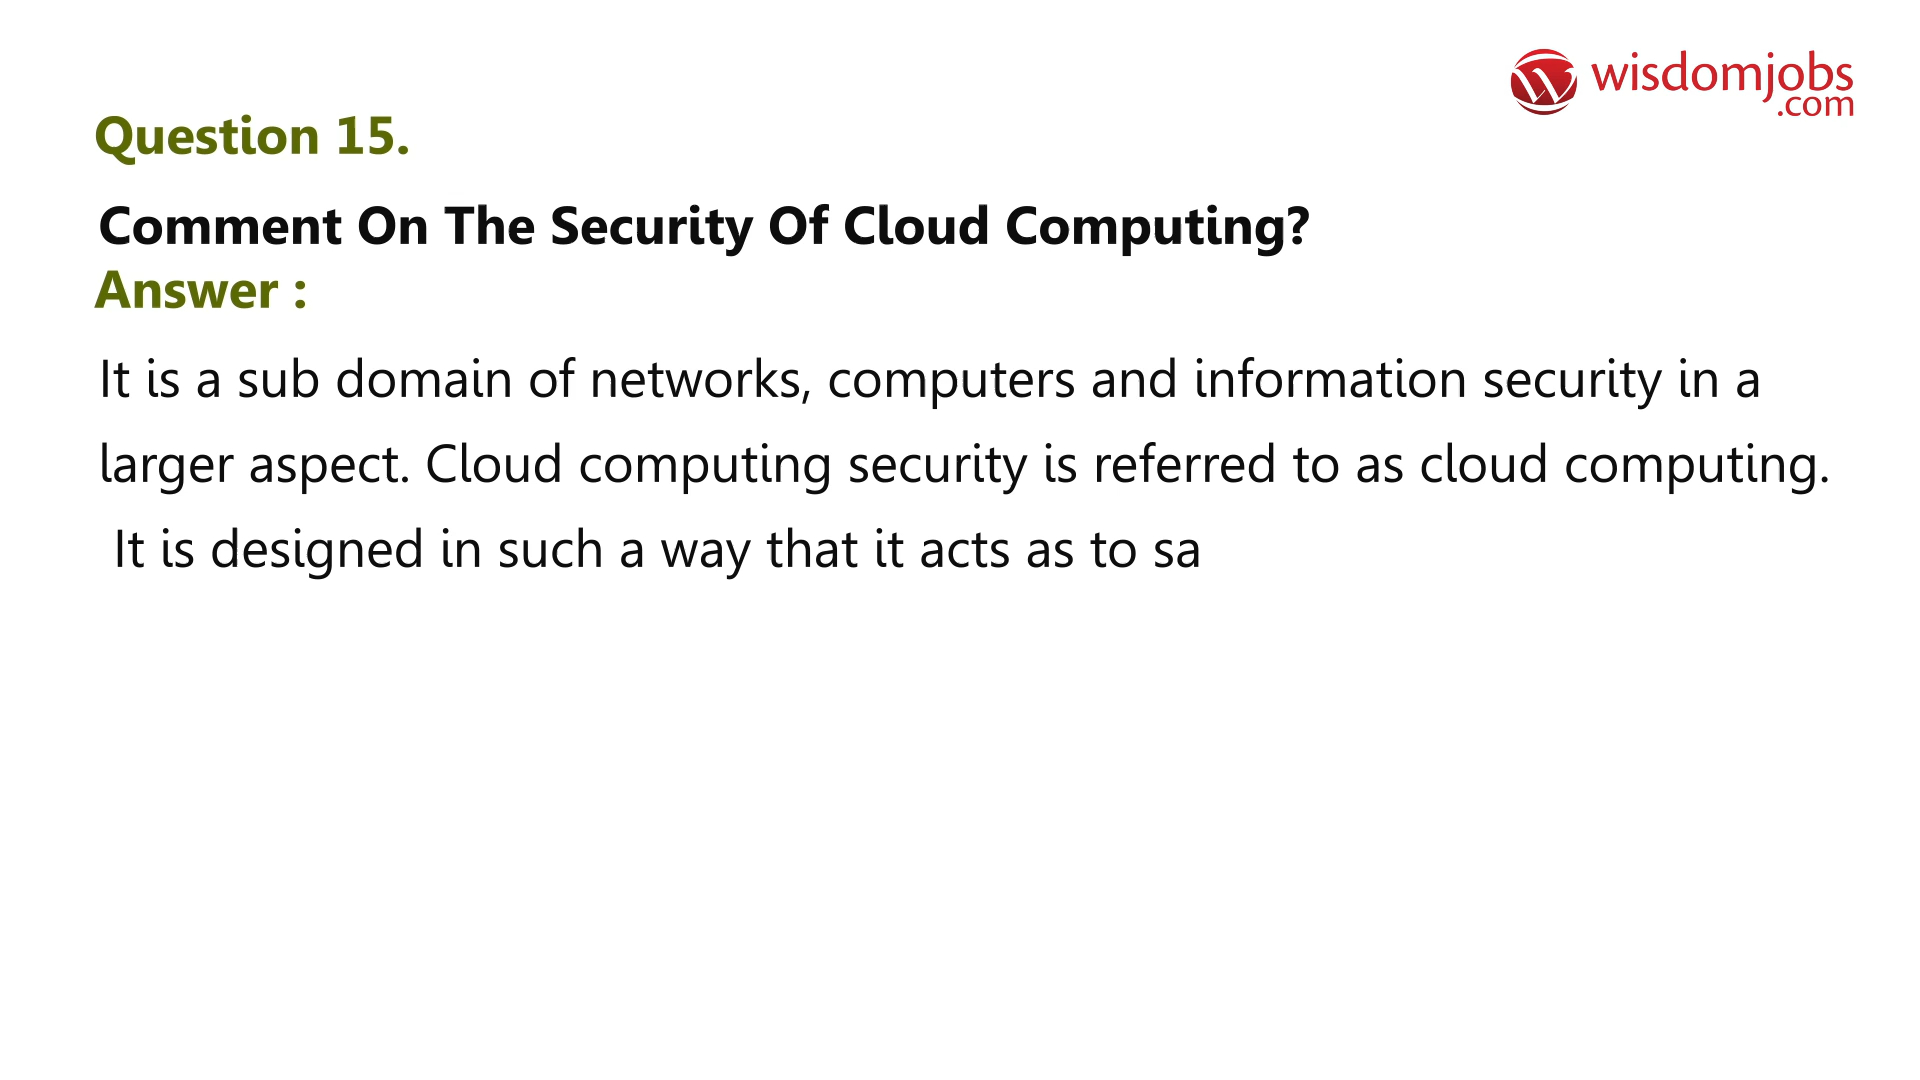 wisdomjobs
.com
Question 15.
Comment On The Security Of Cloud Computing?
Answer :
It is a sub domain of networks, computers and information security in a
larger aspect. Cloud computing security is referred to as cloud computing.
It is designed in such a way that it acts as to sa